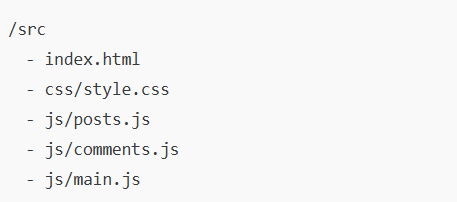 /src
  - index.html
  - css/style.css
  - js/posts.js
  - js/comments.js
  - js/main.js